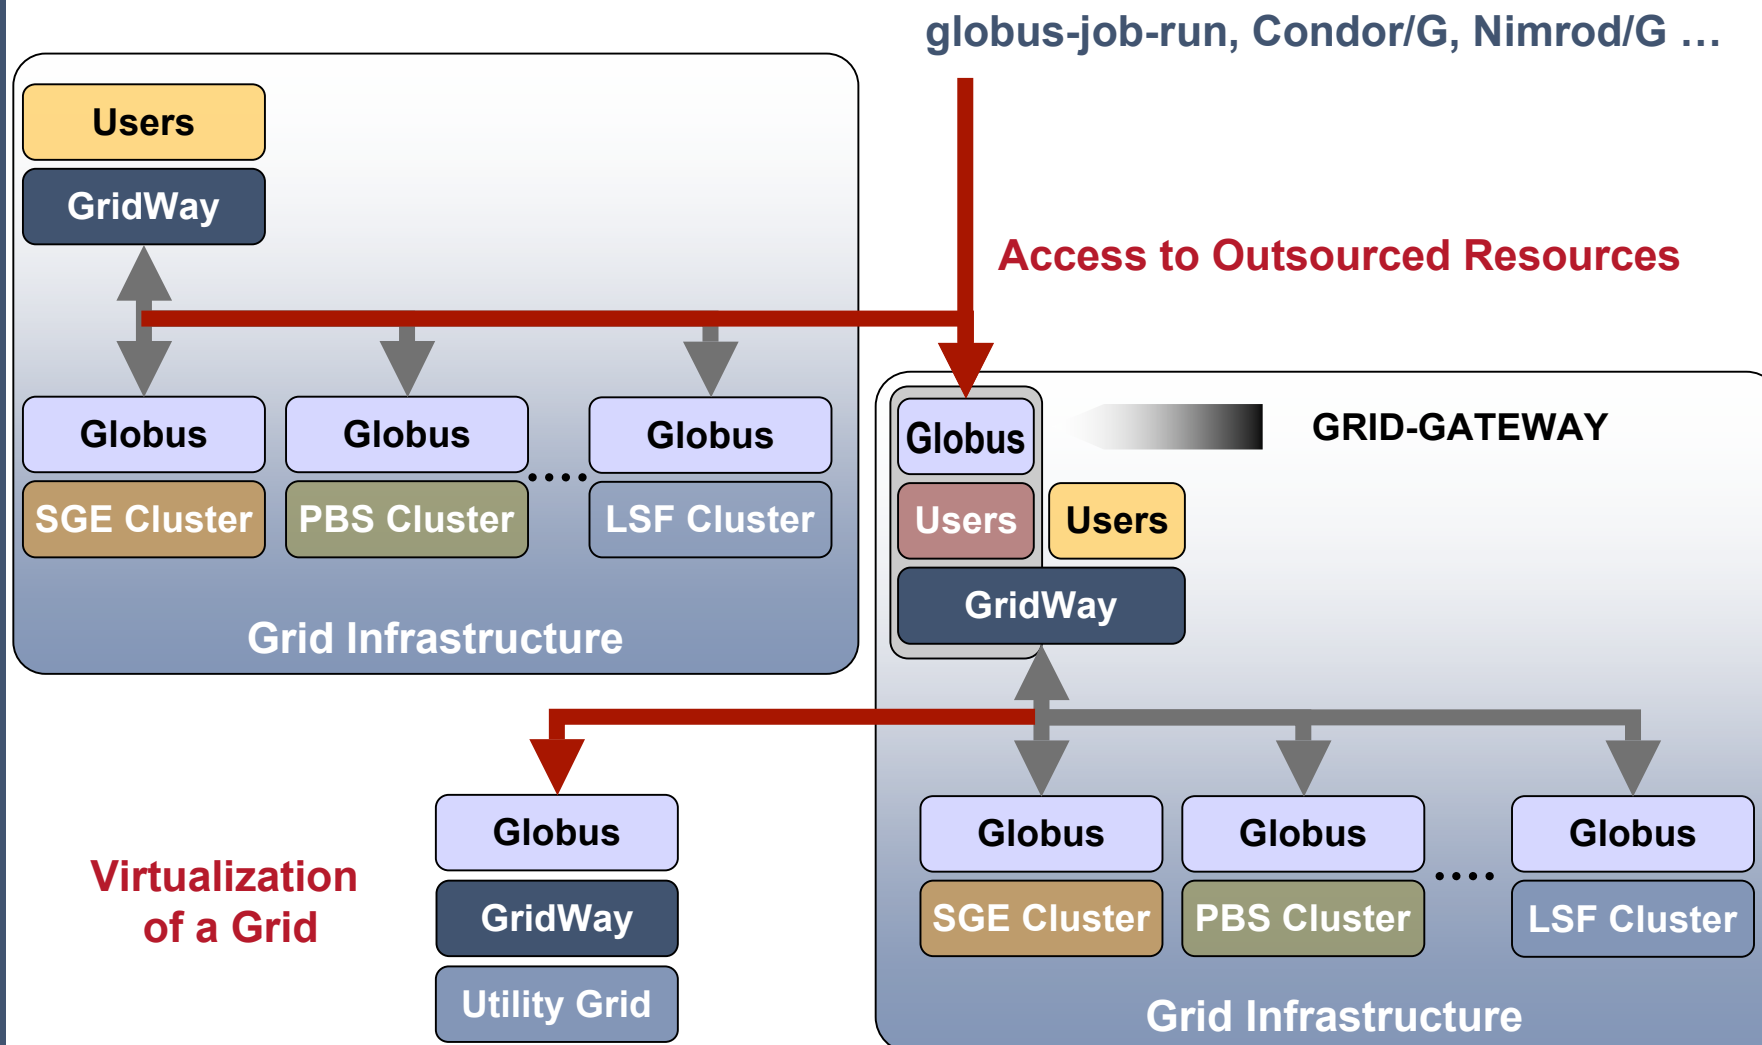 globus-job-run, Condor/G, Nimrod/G …
Users
GridWay
Access to Outsourced Resources
Globus
Globus
Globus
....
SGE Cluster
PBS Cluster
LSF Cluster
Grid Infrastructure
Globus
GRID-GATEWAY
Users
Users
GridWay
Globus
GridWay
Utility Grid
Virtualization
of a Grid
Globus
Globus
Globus
....
SGE Cluster
PBS Cluster
LSF Cluster
Grid Infrastructure